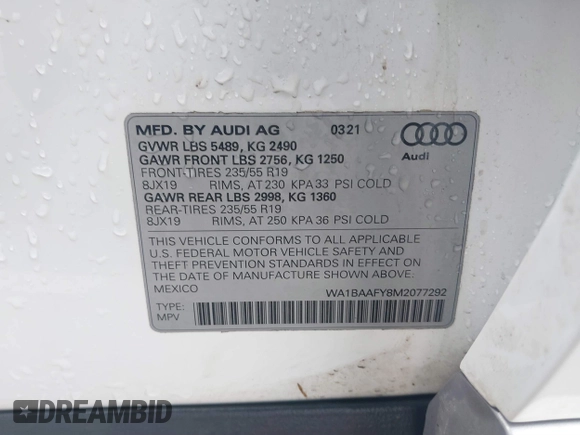 MFD. BY AUDI AG 0321
GVWR LBS 5489, KG 2490
GAWR FRONT LBS 2756, KG 1250
FRONT-TIRES 235/55 R19
8JX19 RIMS, AT 230 KPA 33 PSI COLD
GAWR REAR LBS 2998, KG 1360
REAR-TIRES 235/55 R19
8JX19 RIMS, AT 250 KPA 36 PSI COLD
Audi
THIS VEHICLE CONFORMS TO ALL APPLICABLE
U.S. FEDERAL MOTOR VEHICLE SAFETY AND
THEFT PREVENTION STANDARDS IN EFFECT ON
THE DATE OF MANUFACTURE SHOWN ABOVE.
MEXICO WA1BAAFY8M2077292
TYPE:
MPV
DREAMBID